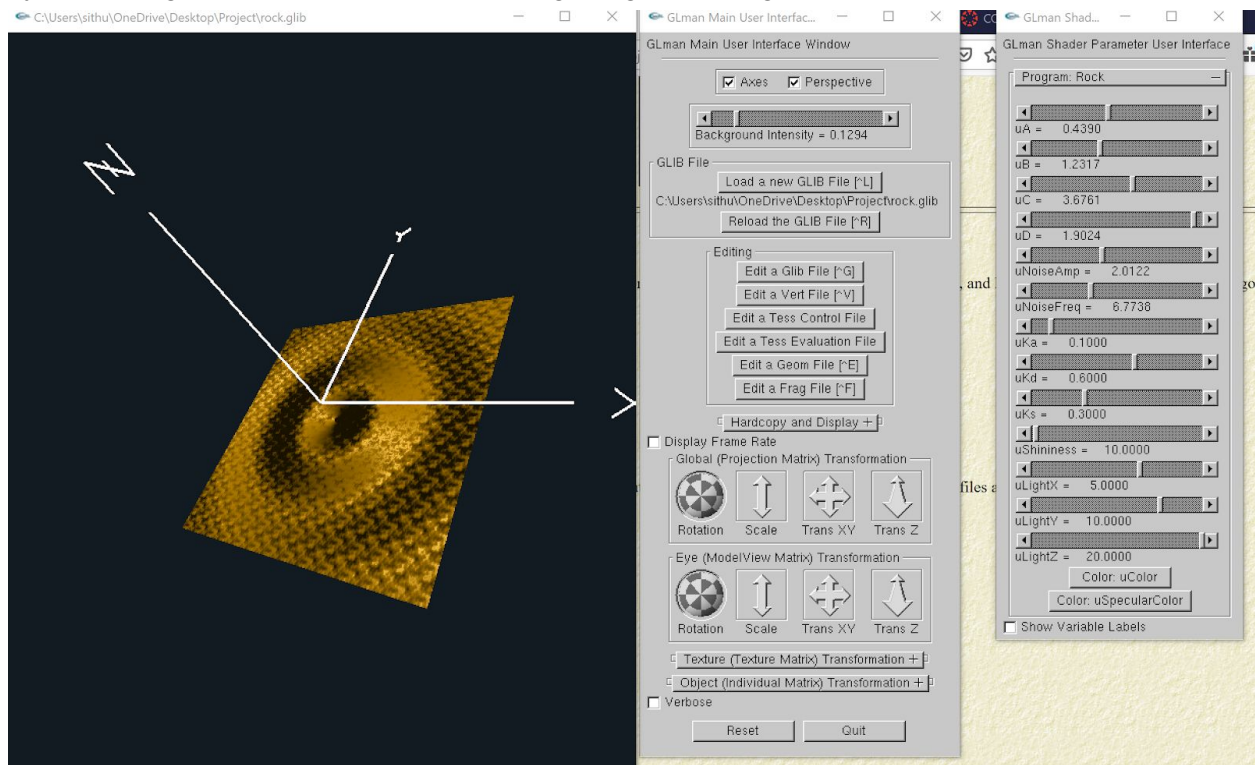 C:\Users\sithu\OneDrive\Desktop\Project\rock.glib
Z
Y
X
GLman Main User Interfac...
GLman Main User Interface Window
Axes
Perspective
Background Intensity = 0.1294
GLIB File
Load a new GLIB File [^L]
C:\Users\sithu\OneDrive\Desktop\Project\rock.glib
Reload the GLIB File [^R]
Editing
Edit a Glib File [^G]
Edit a Vert File [^V]
Edit a Tess Control File
Edit a Tess Evaluation File
Edit a Geom File [^E]
Edit a Frag File [^F]
Hardcopy and Display +
Display Frame Rate
Global (Projection Matrix) Transformation
Rotation Scale Trans XY Trans Z
Eye (ModelView Matrix) Transformation
Rotation Scale Trans XY Trans Z
Texture (Texture Matrix) Transformation +
Object (Individual Matrix) Transformation +
Verbose
Reset Quit
, and
files a
GLman Shad...
GLman Shader Parameter User Interface
Program: Rock
uA = 0.4390
uB = 1.2317
uC = 3.6761
uD = 1.9024
uNoiseAmp = 2.0122
uNoiseFreq = 6.7738
uKa = 0.1000
uKd = 0.6000
uKs = 0.3000
uShininess = 10.0000
uLightX = 5.0000
uLightY = 10.0000
uLightZ = 20.0000
Color: uColor
Color: uSpecularColor
Show Variable Labels
go